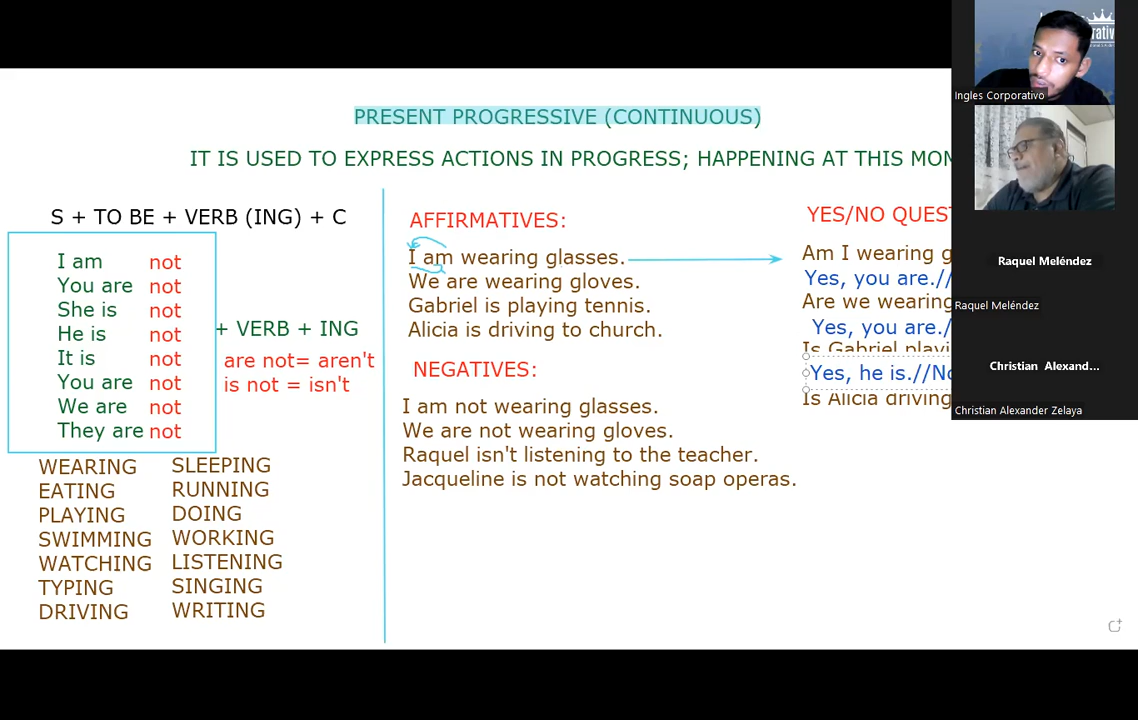 PRESENT PROGRESSIVE (CONTINUOUS)
IT IS USED TO EXPRESS ACTIONS IN PROGRESS; HAPPENING AT THIS MOM
S + TO BE + VERB (ING) + C
I am not
You are not
She is not
He is not
It is not
You are not
We are not
They are not
+ VERB + ING
are not= aren't
is not = isn't
WEARING SLEEPING
EATING RUNNING
PLAYING DOING
SWIMMING WORKING
WATCHING LISTENING
TYPING SINGING
DRIVING WRITING
AFFIRMATIVES:
I am wearing glasses.
We are wearing gloves.
Gabriel is playing tennis.
Alicia is driving to church.
NEGATIVES:
I am not wearing glasses.
We are not wearing gloves.
Raquel isn't listening to the teacher.
Jacqueline is not watching soap operas.
YES/NO QUEST
Am I wearing g
Yes, you are.//
Are we wearing
Yes, you are./
Is Gabriel playi
Yes, he is.//No
Is Alicia driving
Ingles Corporativo
Raquel Meléndez
Raquel Meléndez
Christian Alexand...
Christian Alexander Zelaya